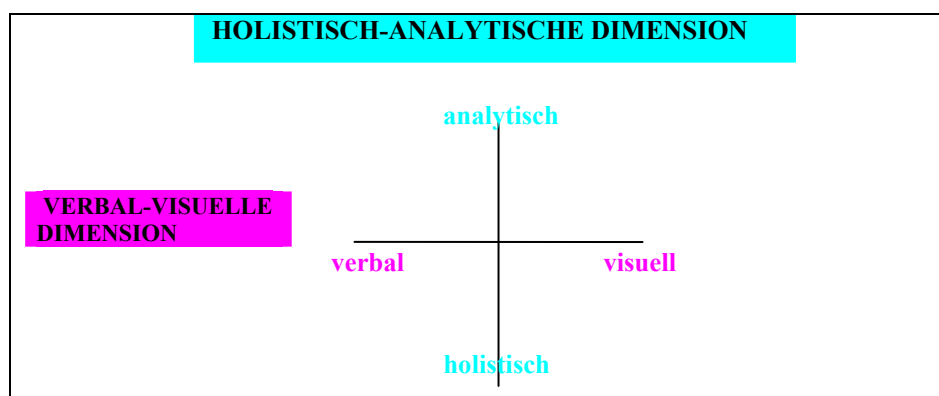 HOLISTISCH-ANALYTISCHE DIMENSION
analytisch
VERBAL-VISUELLE
DIMENSION
verbal
visuell
holistisch